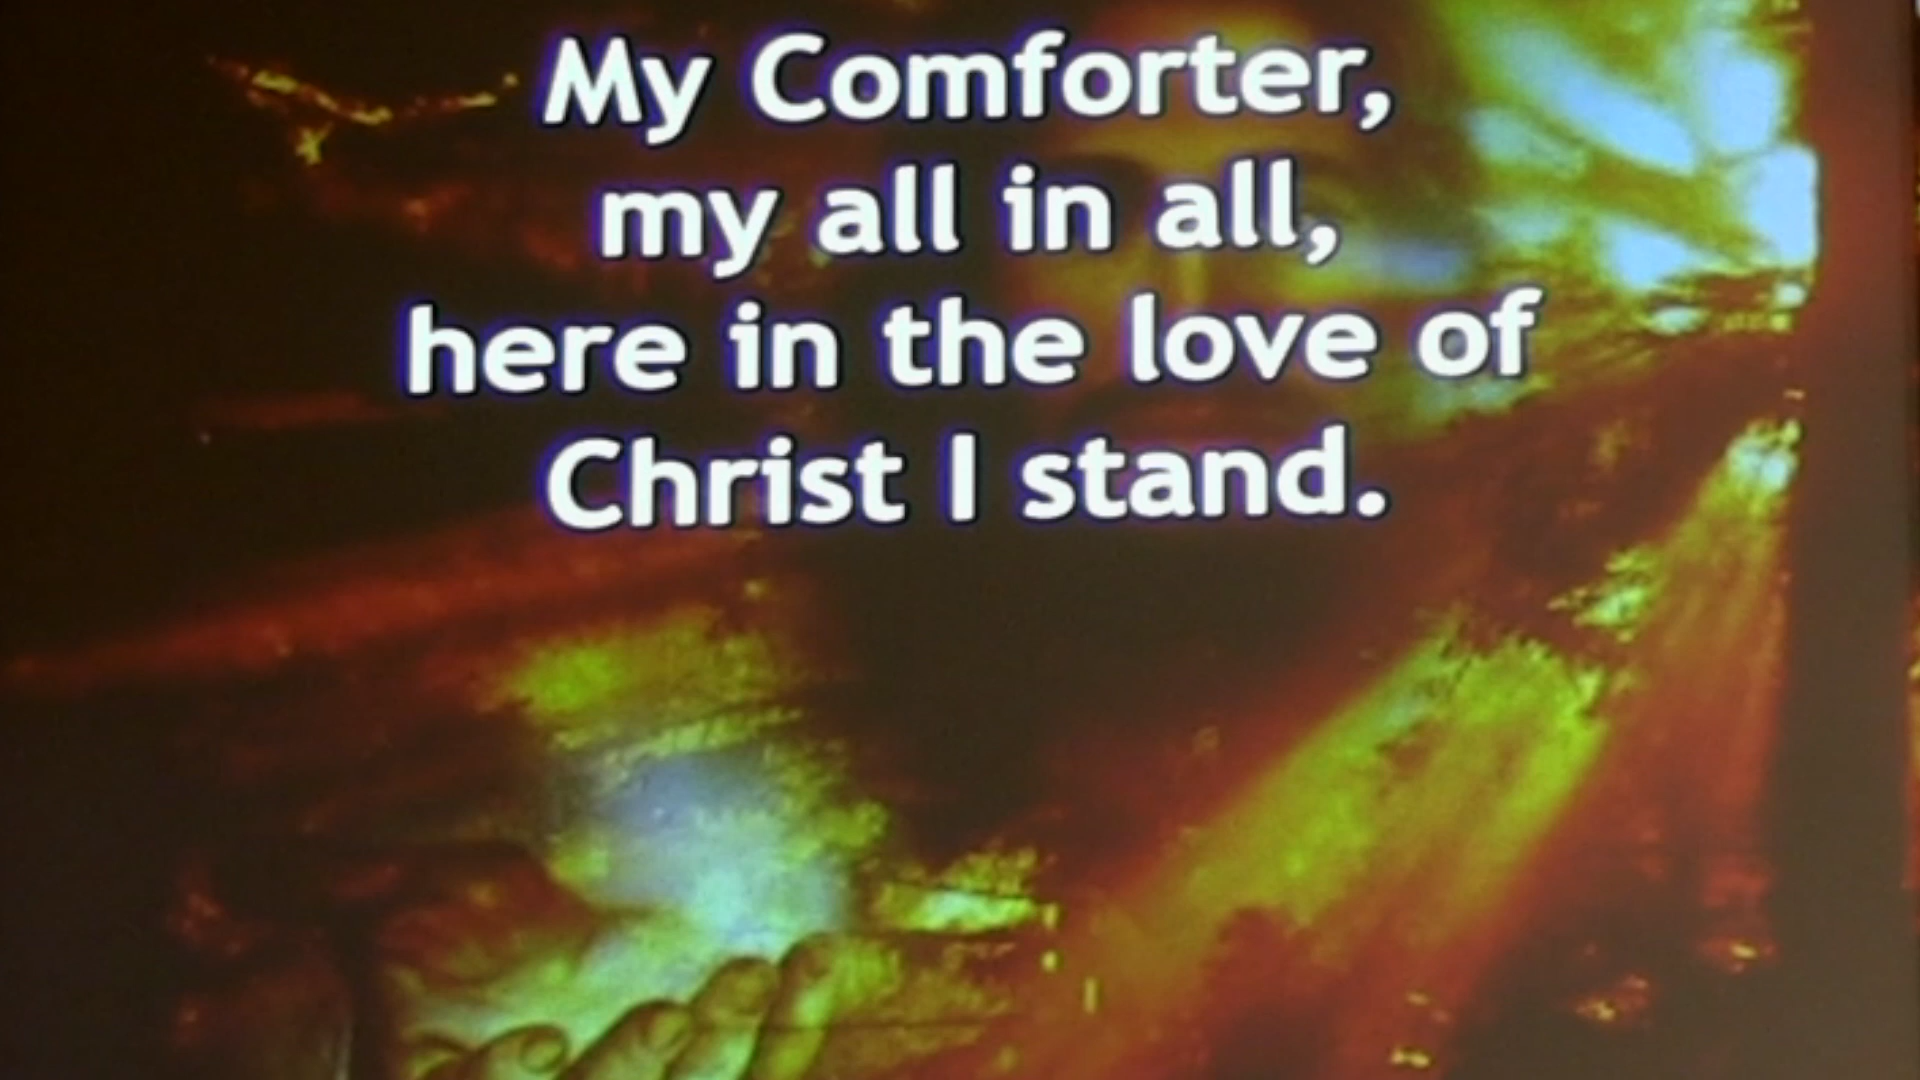 My Comforter,
my all in all,
here in the love of
Christ I stand.